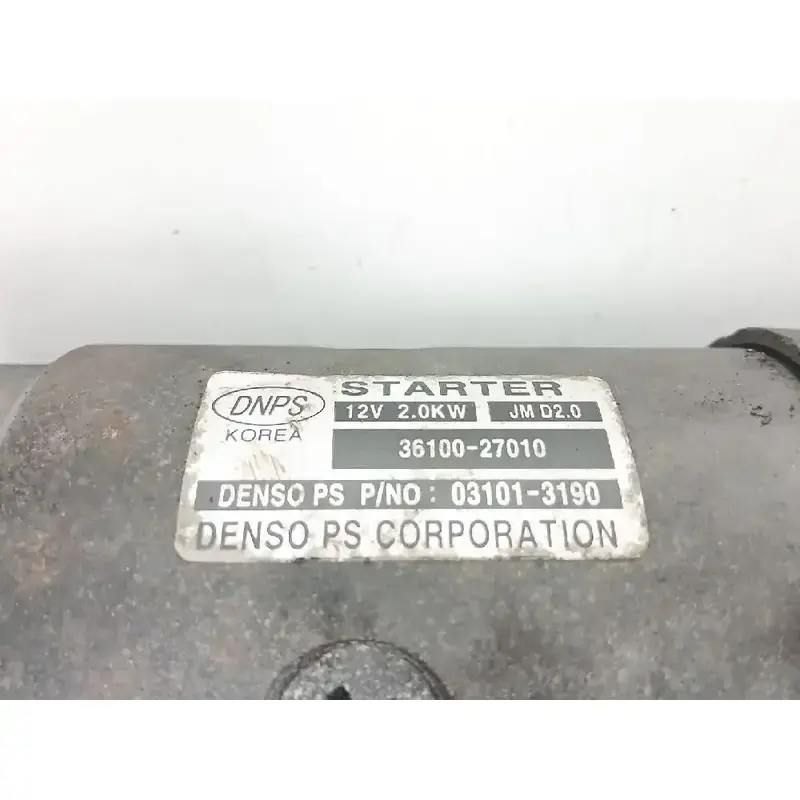 DNPS
KOREA
STARTER
12V 2.0KW JM D2.0
36100-27010
DENSO PS P/NO: 03101-3190
DENSO PS CORPORATION